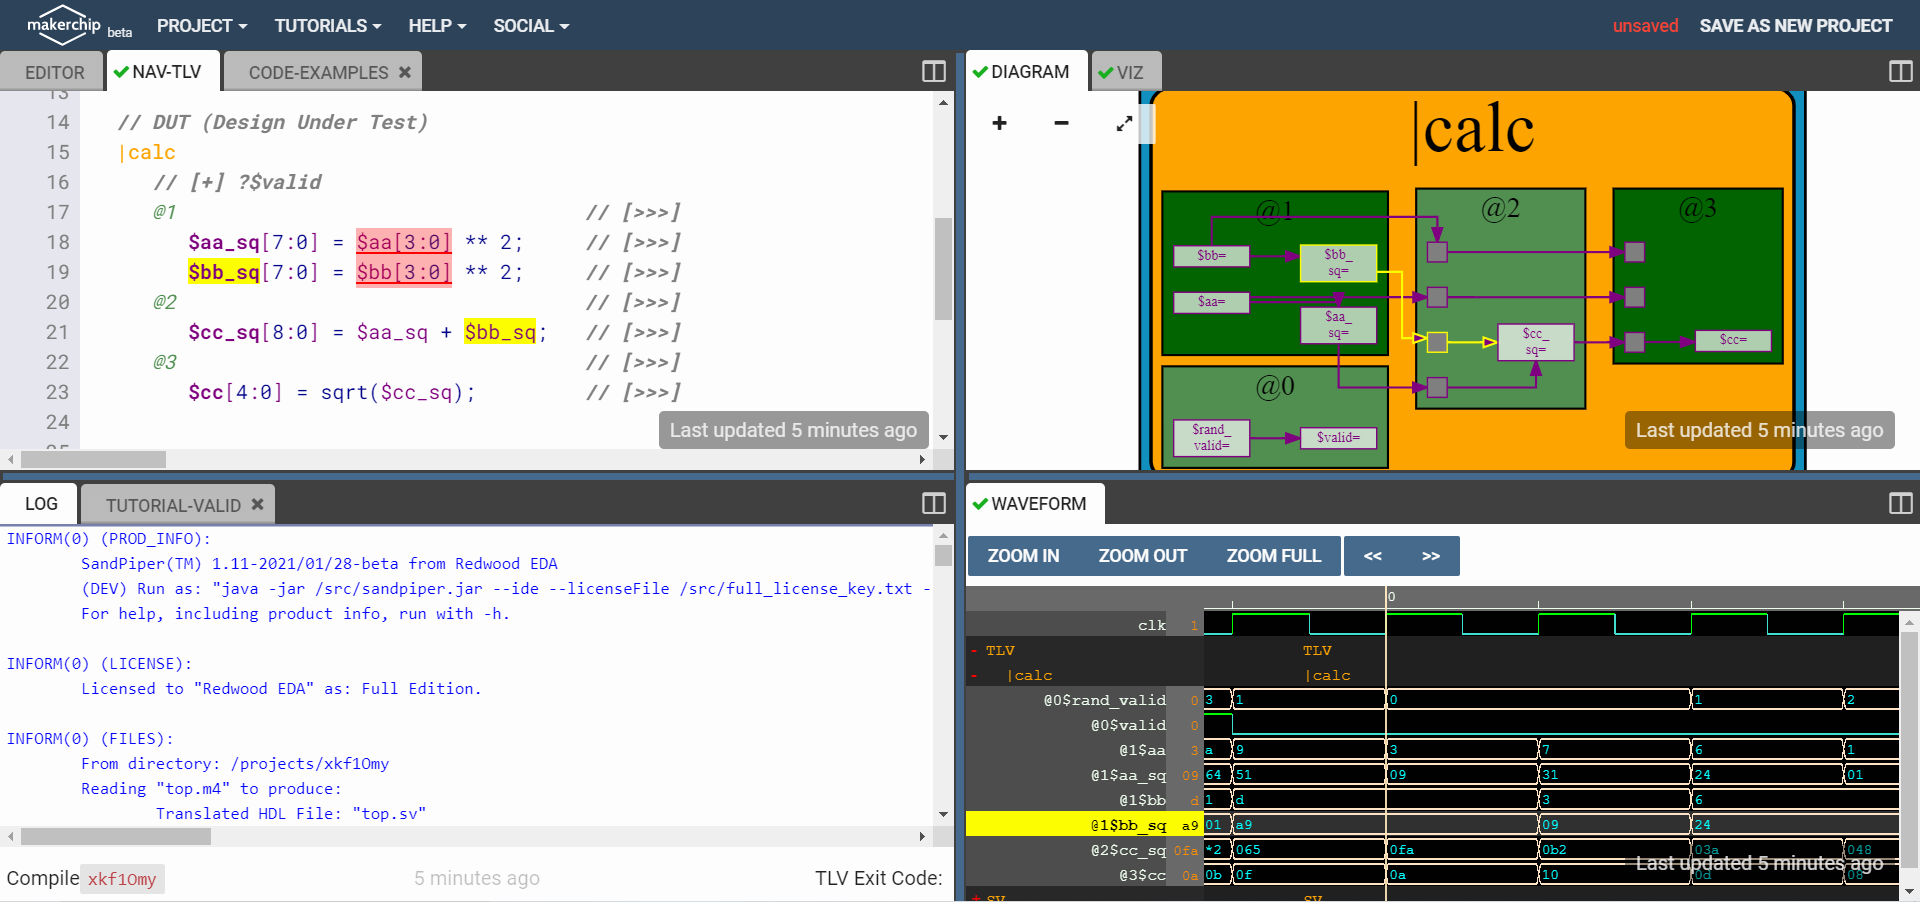 makerchip beta PROJECT TUTORIALS HELP SOCIAL unsaved SAVE AS NEW PROJECT
EDITOR NAV-TLV CODE-EXAMPLES
13
14 // DUT (Design Under Test)
15 |calc
16 // [+] ?$valid
17 @1 // [>>>]
18 $aa_sq[7:0] = $aa[3:0] ** 2; // [>>>]
19 $bb_sq[7:0] = $bb[3:0] ** 2; // [>>>]
20 @2 // [>>>]
21 $cc_sq[8:0] = $aa_sq + $bb_sq; // [>>>]
22 @3 // [>>>]
23 $cc[4:0] = sqrt($cc_sq); // [>>>]
24
Last updated 5 minutes ago
DIAGRAM VIZ
+ −
|calc
@1 @2 @3
$bb= $bb_
sq=
$aa= $aa_
sq=
$cc_
sq=
$cc=
@0
$rand_
valid=
$valid=
Last updated 5 minutes ago
LOG TUTORIAL-VALID
INFORM(0) (PROD_INFO):
SandPiper(TM) 1.11-2021/01/28-beta from Redwood EDA
(DEV) Run as: "java -jar /src/sandpiper.jar --ide --licenseFile /src/full_license_key.txt -
For help, including product info, run with -h.
INFORM(0) (LICENSE):
Licensed to "Redwood EDA" as: Full Edition.
INFORM(0) (FILES):
From directory: /projects/xkf1Omy
Reading "top.m4" to produce:
Translated HDL File: "top.sv"
Compile xkf1Omy 5 minutes ago TLV Exit Code:
WAVEFORM
ZOOM IN ZOOM OUT ZOOM FULL << >>
0
clk 1
- TLV TLV
- |calc |calc
@0$rand_valid 0 3 1 0 1 2
@0$valid 0
@1$aa 3 a 9 3 7 6 1
@1$aa_sq 09 64 51 09 31 24 01
@1$bb d 1 d 3 6
@1$bb_sq a9 01 a9 09 24
@2$cc_sq 0fa *2 065 0fa 0b2 03a 048
@3$cc 0a 0b 0f 0a 10 0d 08
Last updated 5 minutes ago
+ SV SV